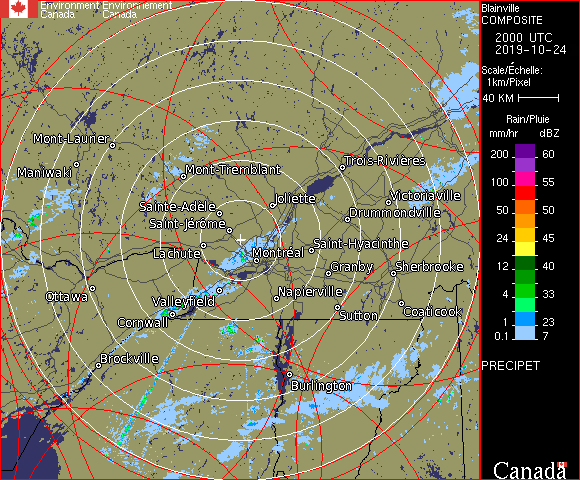 Environment Environnement
Canada Canada
Blainville
COMPOSITE
2000 UTC
2019-10-24
Scale/Échelle:
1km/Pixel
40 KM
Rain/Pluie
mm/hr dBZ
200 60
100 55
50 50
24 45
12 40
4 33
1 23
0.1 7
PRECIPET
Mont-Laurier
Maniwaki
Mont-Tremblant
Trois-Rivières
Joliette
Victoriaville
Sainte-Adèle
Drummondville
Saint-Jérôme
Saint-Hyacinthe
Lachute
Montréal
Granby
Sherbrooke
Ottawa
Valleyfield
Napierville
Cornwall
Sutton
Coaticook
Brockville
Burlington
Canada